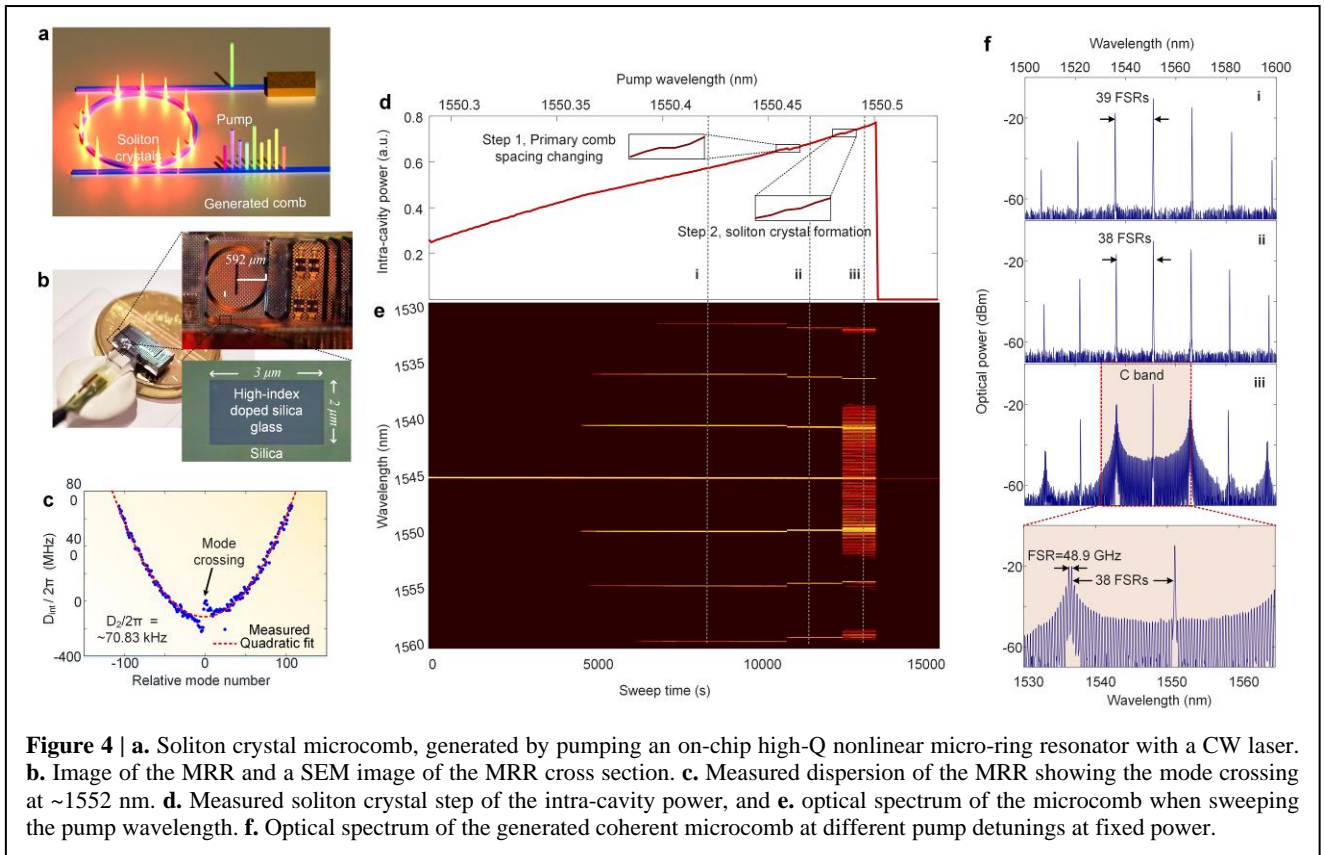 a
Pump
Soliton
crystals
Generated comb
b
592 μm
3 μm
2 μm
High-index
doped silica
glass
Silica
c
80
0
40
0
0
-400
D_int / 2π (MHz)
Mode
crossing
D₂/2π =
~70.83 kHz
Measured
Quadratic fit
-100 0 100
Relative mode number
d
Pump wavelength (nm)
1550.3 1550.35 1550.4 1550.45 1550.5
Intra-cavity power (a.u.)
0.8
0.6
0.4
0.2
Step 1, Primary comb
spacing changing
Step 2, soliton crystal formation
i ii iii
e
Wavelength (nm)
1530
1535
1540
1545
1550
1555
1560
0 5000 10000 15000
Sweep time (s)
f
Wavelength (nm)
1500 1520 1540 1560 1580 1600
Optical power (dBm)
i
39 FSRs
-20
-60
ii
38 FSRs
-20
-60
iii
C band
-20
-60
FSR=48.9 GHz
38 FSRs
-20
-60
1530 1540 1550 1560
Wavelength (nm)
Figure 4 | a. Soliton crystal microcomb, generated by pumping an on-chip high-Q nonlinear micro-ring resonator with a CW laser.
b. Image of the MRR and a SEM image of the MRR cross section. c. Measured dispersion of the MRR showing the mode crossing
at ~1552 nm. d. Measured soliton crystal step of the intra-cavity power, and e. optical spectrum of the microcomb when sweeping
the pump wavelength. f. Optical spectrum of the generated coherent microcomb at different pump detunings at fixed power.